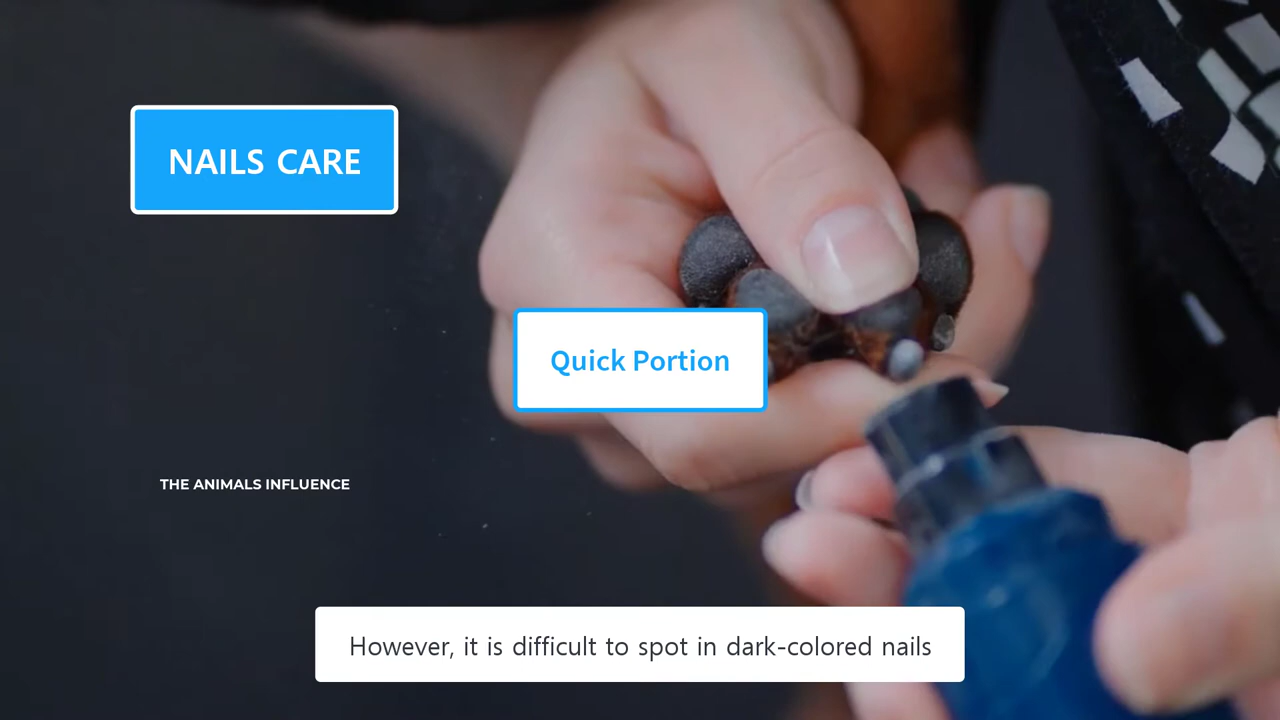 NAILS CARE
Quick Portion
THE ANIMALS INFLUENCE
However, it is difficult to spot in dark-colored nails